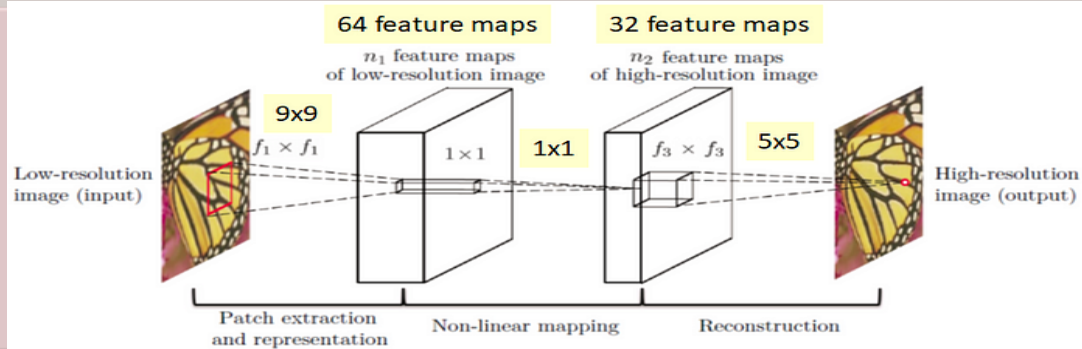 64 feature maps
32 feature maps
n₁ feature maps
of low-resolution image
n₂ feature maps
of high-resolution image
9x9
f₁ × f₁
1×1
1x1
f₃ × f₃
5x5
Low-resolution
image (input)
High-resolution
image (output)
Patch extraction
and representation
Non-linear mapping
Reconstruction